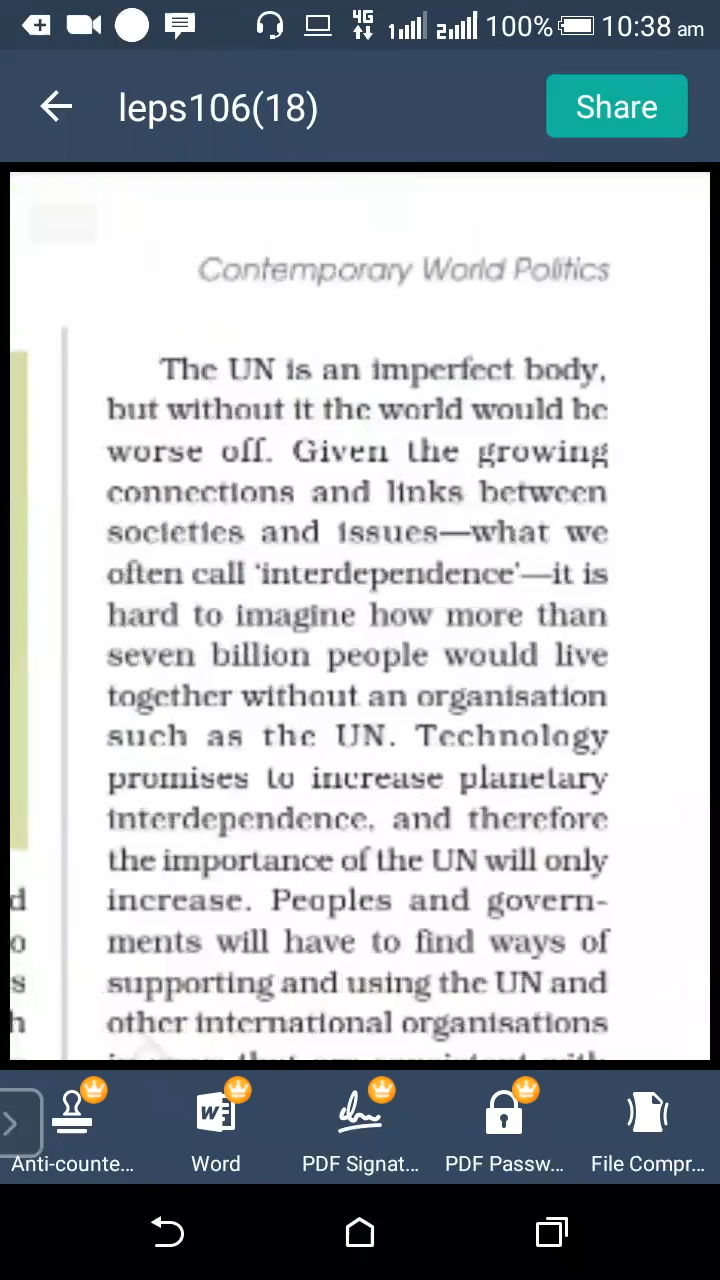 4G
1 2 100% 10:38 am
leps106(18)
Share
Contemporary World Politics
The UN is an imperfect body,
but without it the world would be
worse off. Given the growing
connections and links between
societies and issues—what we
often call 'interdependence'—it is
hard to imagine how more than
seven billion people would live
together without an organisation
such as the UN. Technology
promises to increase planetary
interdependence, and therefore
the importance of the UN will only
increase. Peoples and govern-
ments will have to find ways of
supporting and using the UN and
other international organisations
d
o
s
h
Anti-counte...
Word
PDF Signat...
PDF Passw...
File Compr...